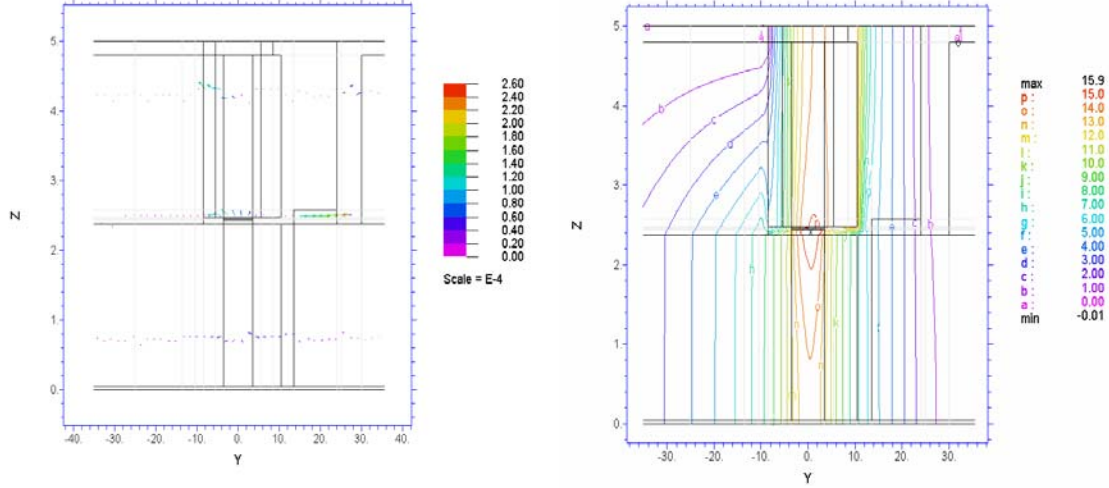 5.
4.
3.
2.
1.
0.
Z
-40. -30. -20. -10. 0. 10. 20. 30. 40.
Y
2.60
2.40
2.20
2.00
1.80
1.60
1.40
1.20
1.00
0.80
0.60
0.40
0.20
0.00
Scale = E-4
5.
4.
3.
2.
1.
0.
Z
-30. -20. -10. 0. 10. 20. 30.
Y
max 15.9
p : 15.0
o : 14.0
n : 13.0
m : 12.0
l : 11.0
k : 10.0
j : 9.00
i : 8.00
h : 7.00
g : 6.00
f : 5.00
e : 4.00
d : 3.00
c : 2.00
b : 1.00
a : 0.00
min -0.01